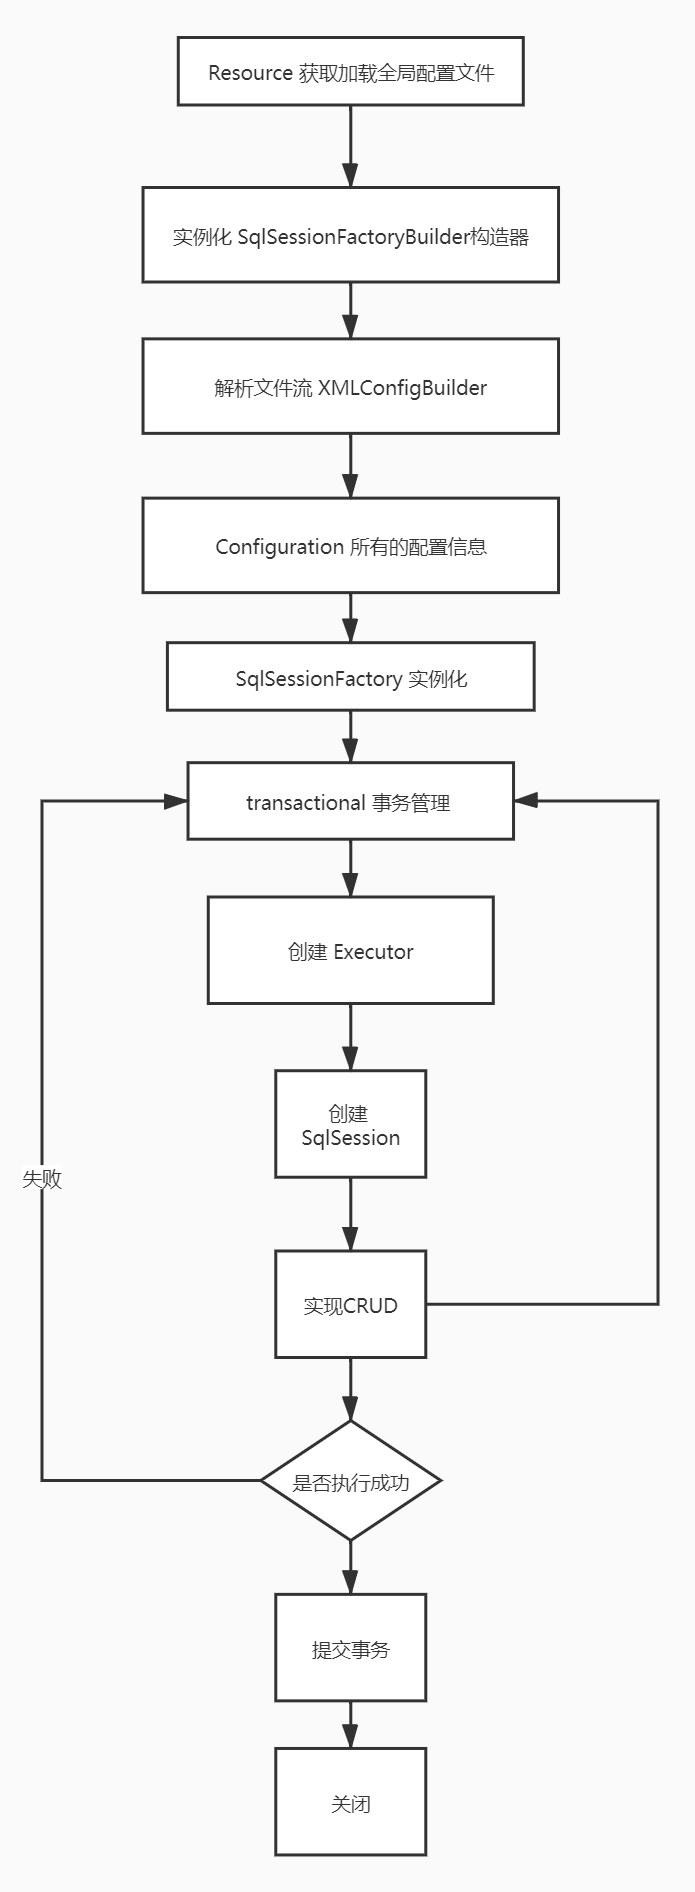 Resource 获取加载全局配置文件
实例化 SqlSessionFactoryBuilder构造器
解析文件流 XMLConfigBuilder
Configuration 所有的配置信息
SqlSessionFactory 实例化
transactional 事务管理
创建 Executor
创建
SqlSession
失败
实现CRUD
是否执行成功
提交事务
关闭